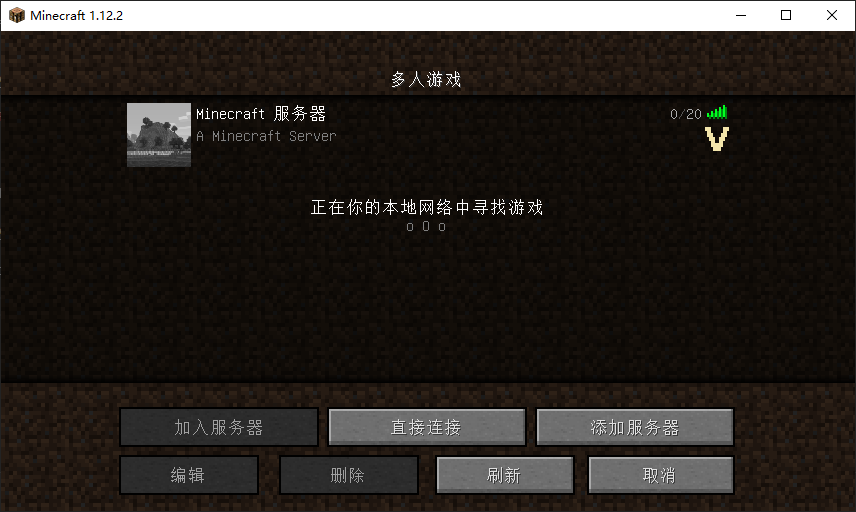 Minecraft 1.12.2
多人游戏
Minecraft 服务器 0/20
A Minecraft Server
V
正在你的本地网络中寻找游戏
o O o
加入服务器 直接连接 添加服务器
编辑 删除 刷新 取消